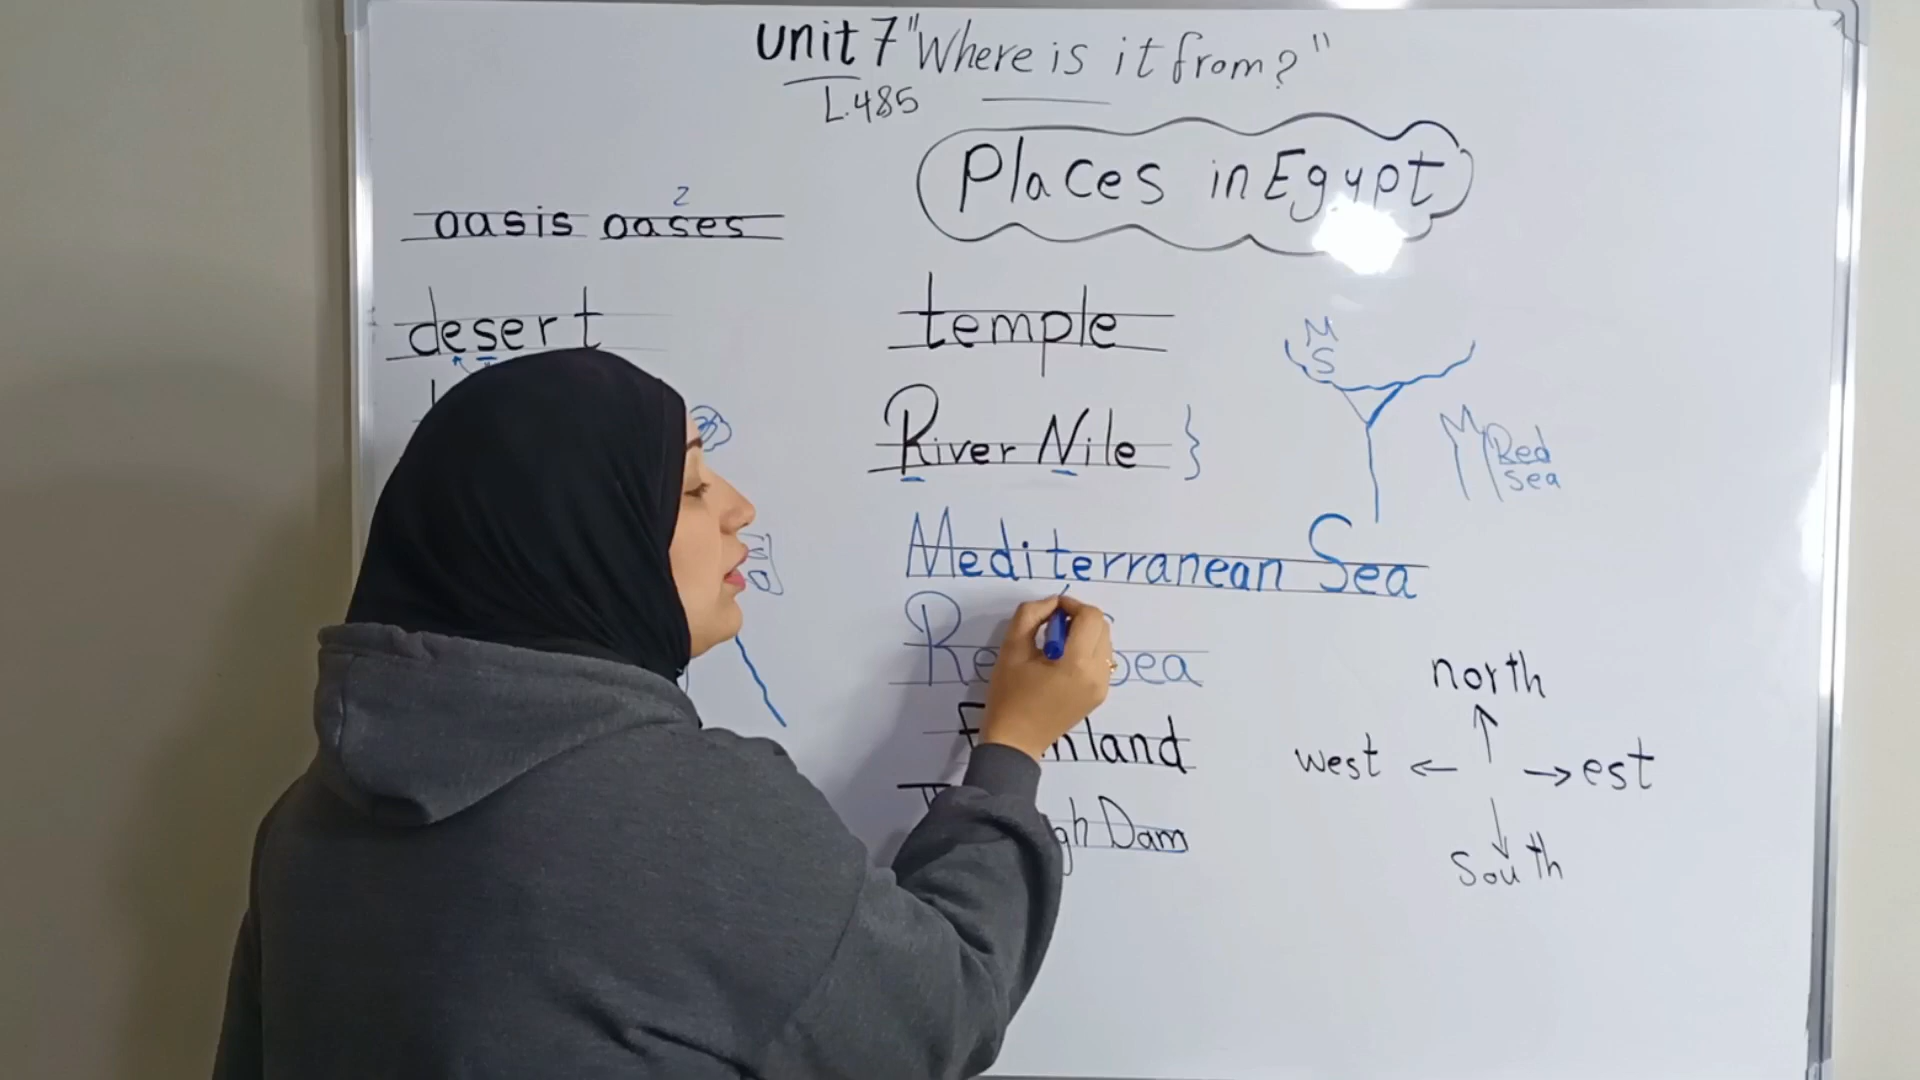 unit 7 "Where is it from?"
L.485
Places in Egypt
oasis oases
z
desert
temple
River Nile
M
S
Red
Sea
Mediterranean Sea
Sea
land
Dam
north
west
est
South